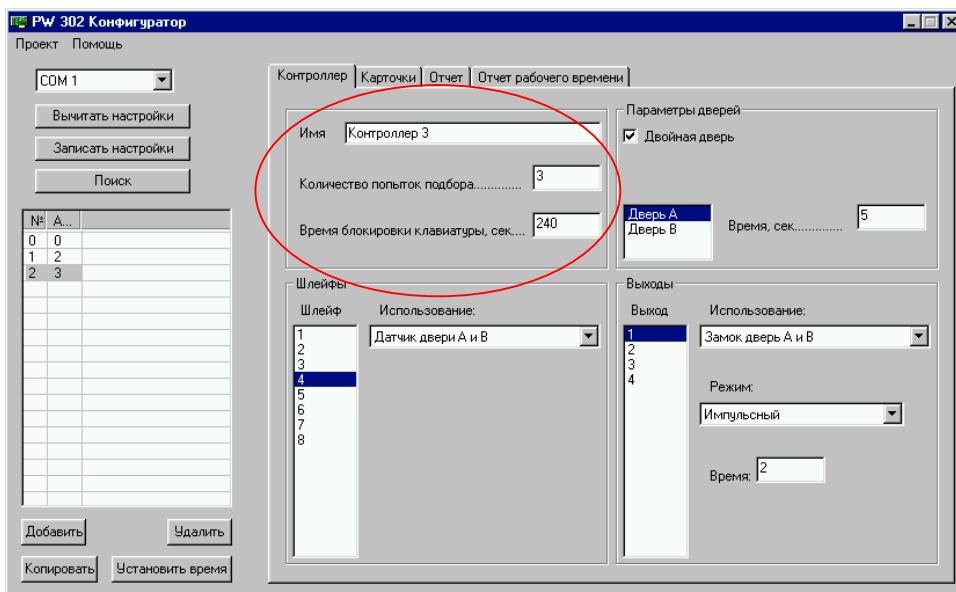 PW 302 Конфигуратор
Проект Помощь
COM 1
Вычитать настройки
Записать настройки
Поиск
№ А...
0 0
1 2
2 3
Добавить Удалить
Копировать Установить время
Контроллер Карточки Отчет Отчет рабочего времени
Имя Контроллер 3
Количество попыток подбора............. 3
Время блокировки клавиатуры, сек.... 240
Параметры дверей
Двойная дверь
Дверь А
Дверь В
Время, сек............. 5
Шлейфы
Шлейф Использование:
1
2
3
4
5
6
7
8
Датчик двери А и В
Выходы
Выход Использование:
1
2
3
4
Замок дверь А и В
Режим:
Импульсный
Время: 2